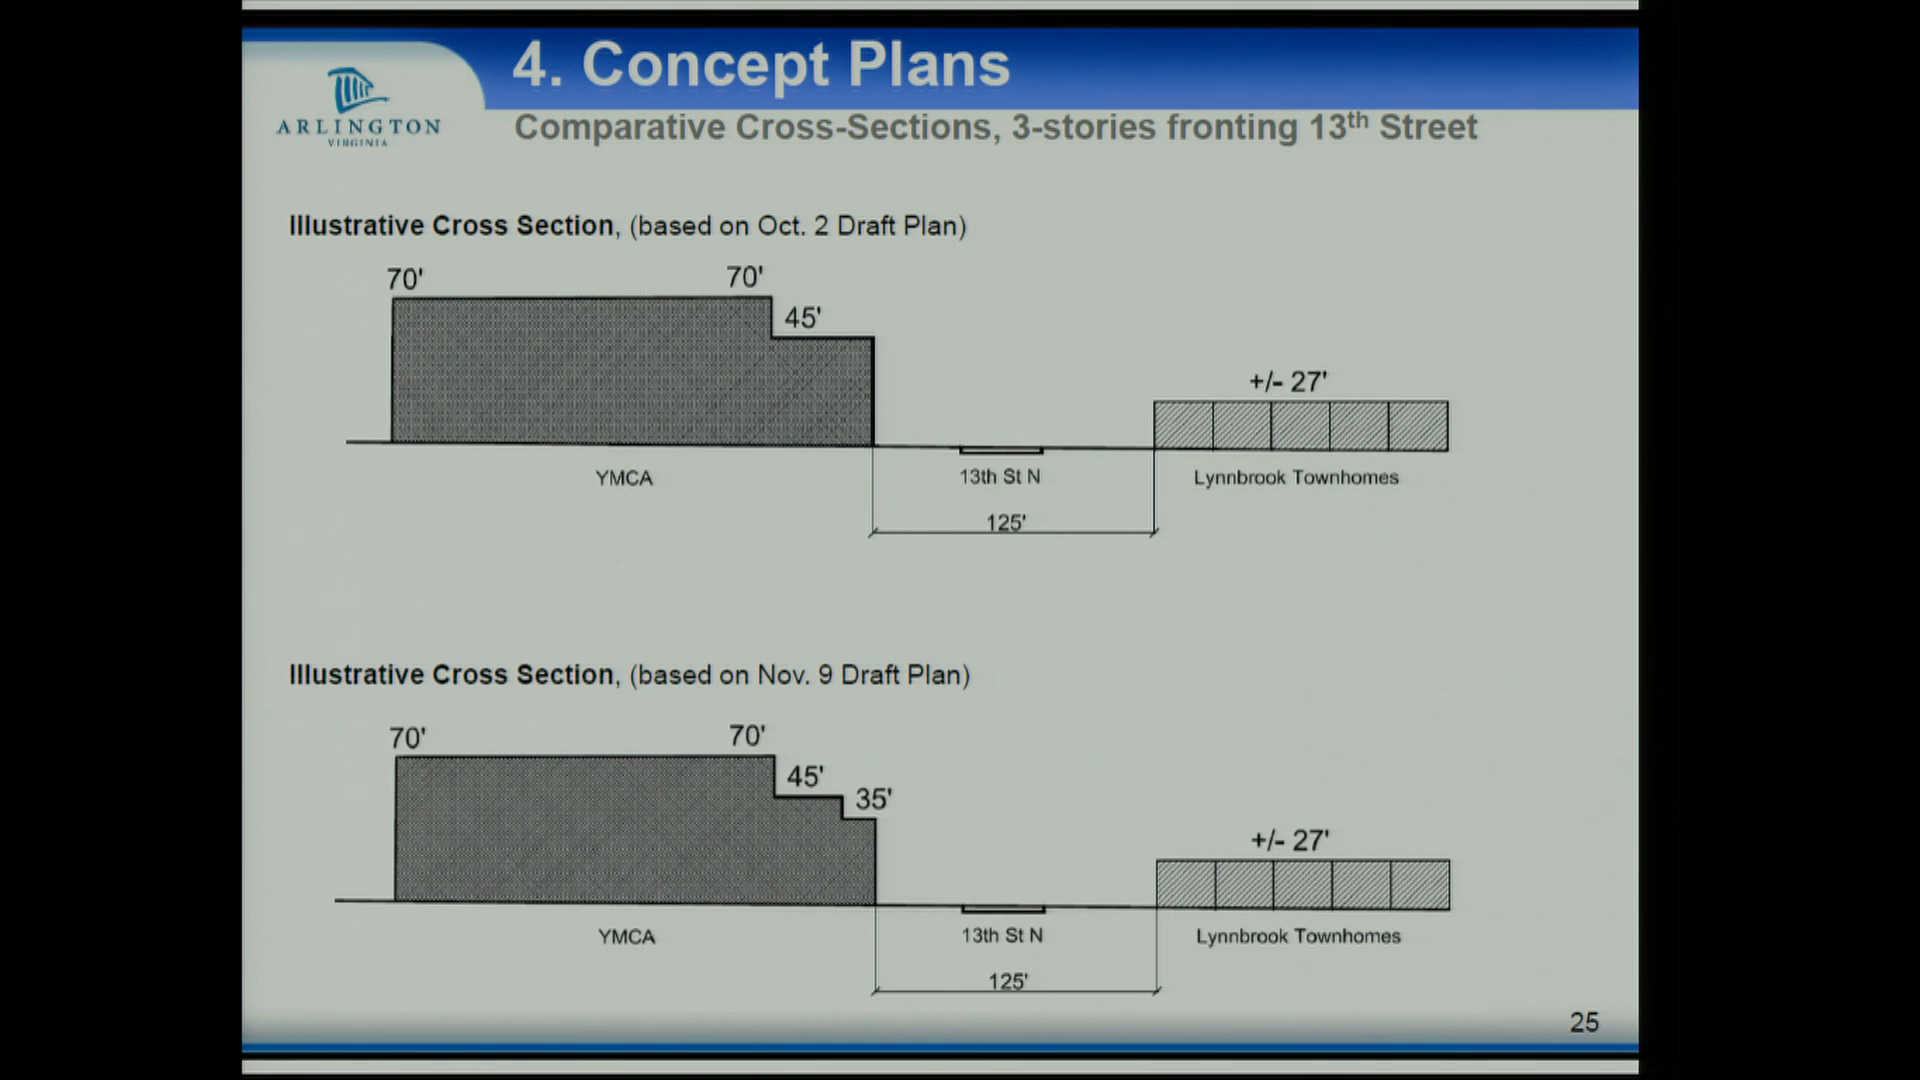 4. Concept Plans
ARLINGTON
VIRGINIA
Comparative Cross-Sections, 3-stories fronting 13th Street
Illustrative Cross Section, (based on Oct. 2 Draft Plan)
70'
70'
45'
+/- 27'
YMCA
13th St N
Lynnbrook Townhomes
125'
Illustrative Cross Section, (based on Nov. 9 Draft Plan)
70'
70'
45'
35'
+/- 27'
YMCA
13th St N
Lynnbrook Townhomes
125'
25